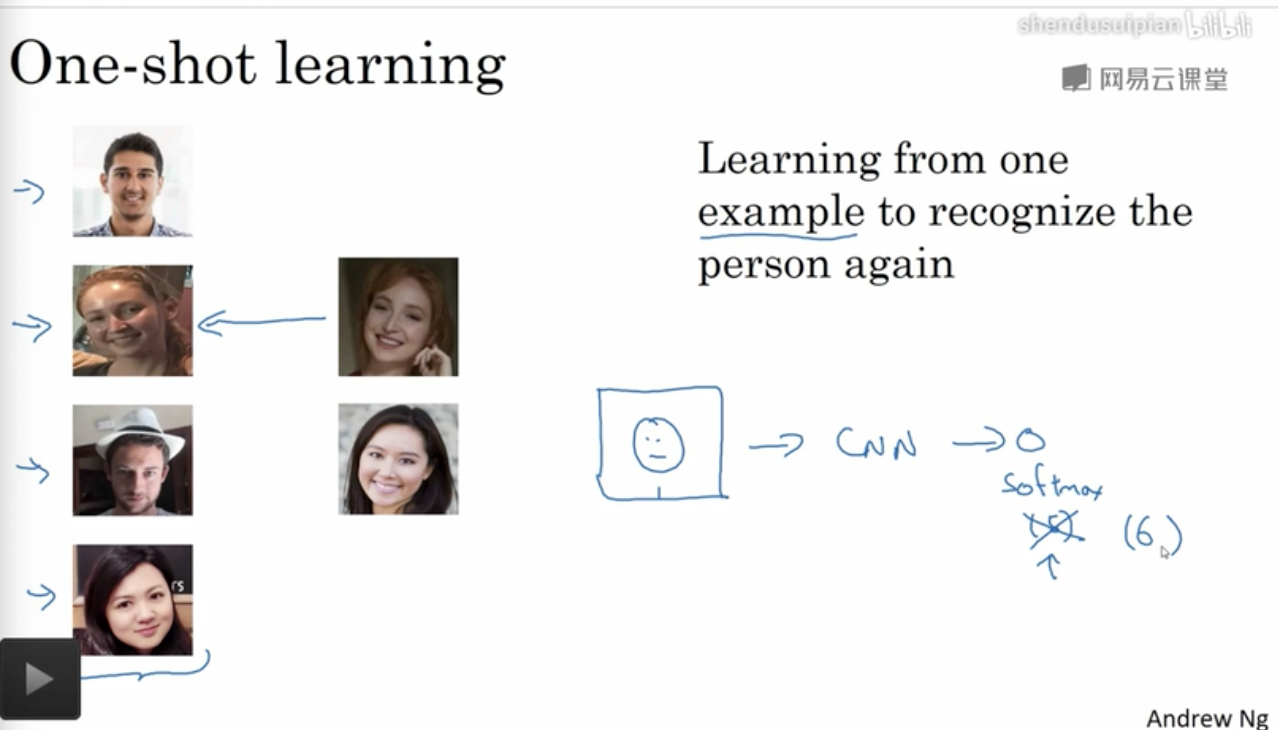 shendusuipian bilibili
One-shot learning
网易云课堂
Learning from one
example to recognize the
person again
CNN
Softmax
(6)
rs
Andrew Ng